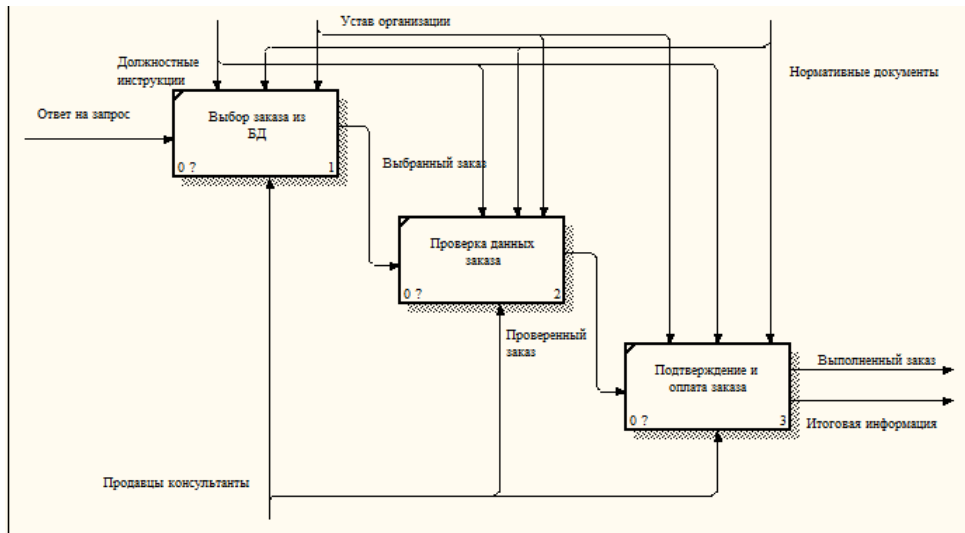 Устав организации
Должностные
инструкции
Нормативные документы
Ответ на запрос
Выбор заказа из
БД
0 ?
1
Выбранный заказ
Проверка данных
заказа
0 ?
2
Проверенный
заказ
Подтверждение и
оплата заказа
0 ?
3
Выполненный заказ
Итоговая информация
Продавцы консультанты